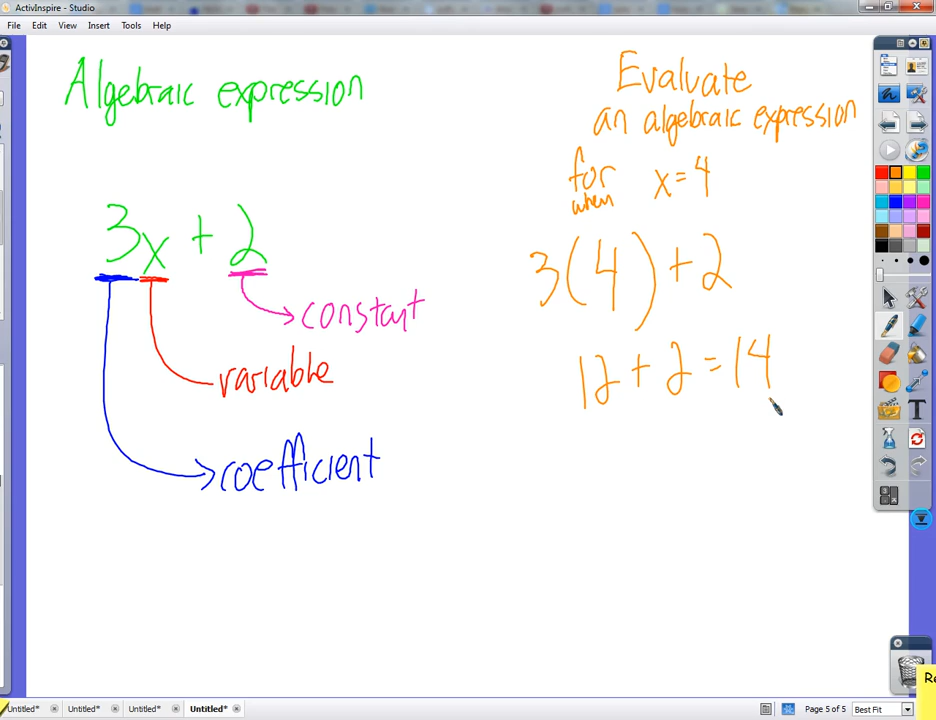 ActivInspire - Studio
File Edit View Insert Tools Help
Algebraic expression
3x + 2
constant
variable
coefficient
Evaluate
an algebraic expression
for x = 4
when
3(4) + 2
12 + 2 = 14
Untitled* Untitled* Untitled* Untitled*
Page 5 of 5 Best Fit